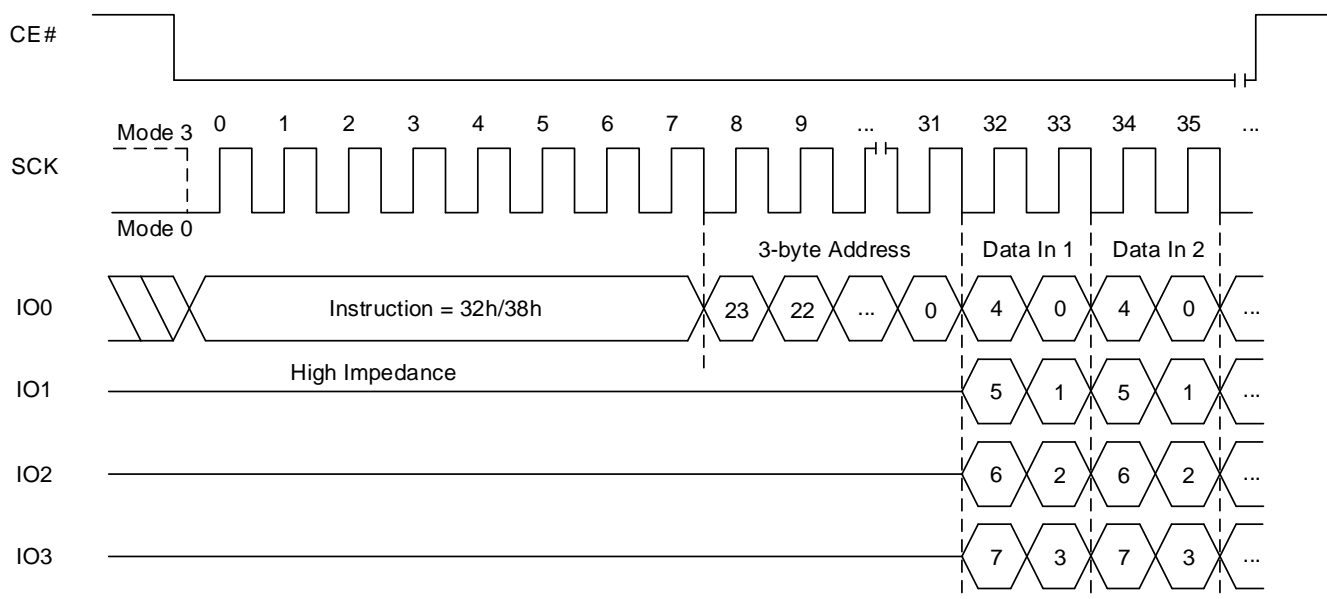 CE#
Mode 3 0 1 2 3 4 5 6 7 8 9 ... 31 32 33 34 35 ...
SCK
Mode 0
3-byte Address Data In 1 Data In 2
IO0 Instruction = 32h/38h 23 22 ... 0 4 0 4 0 ...
High Impedance
IO1 5 1 5 1 ...
IO2 6 2 6 2 ...
IO3 7 3 7 3 ...